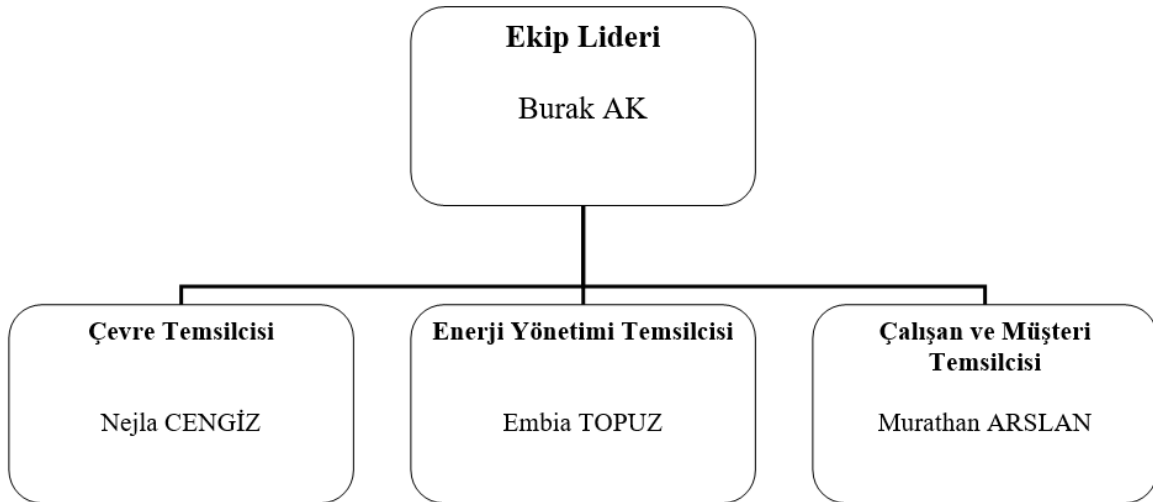 Ekip Lideri
Burak AK
Çevre Temsilcisi
Nejla CENGİZ
Enerji Yönetimi Temsilcisi
Embia TOPUZ
Çalışan ve Müşteri
Temsilcisi
Murathan ARSLAN